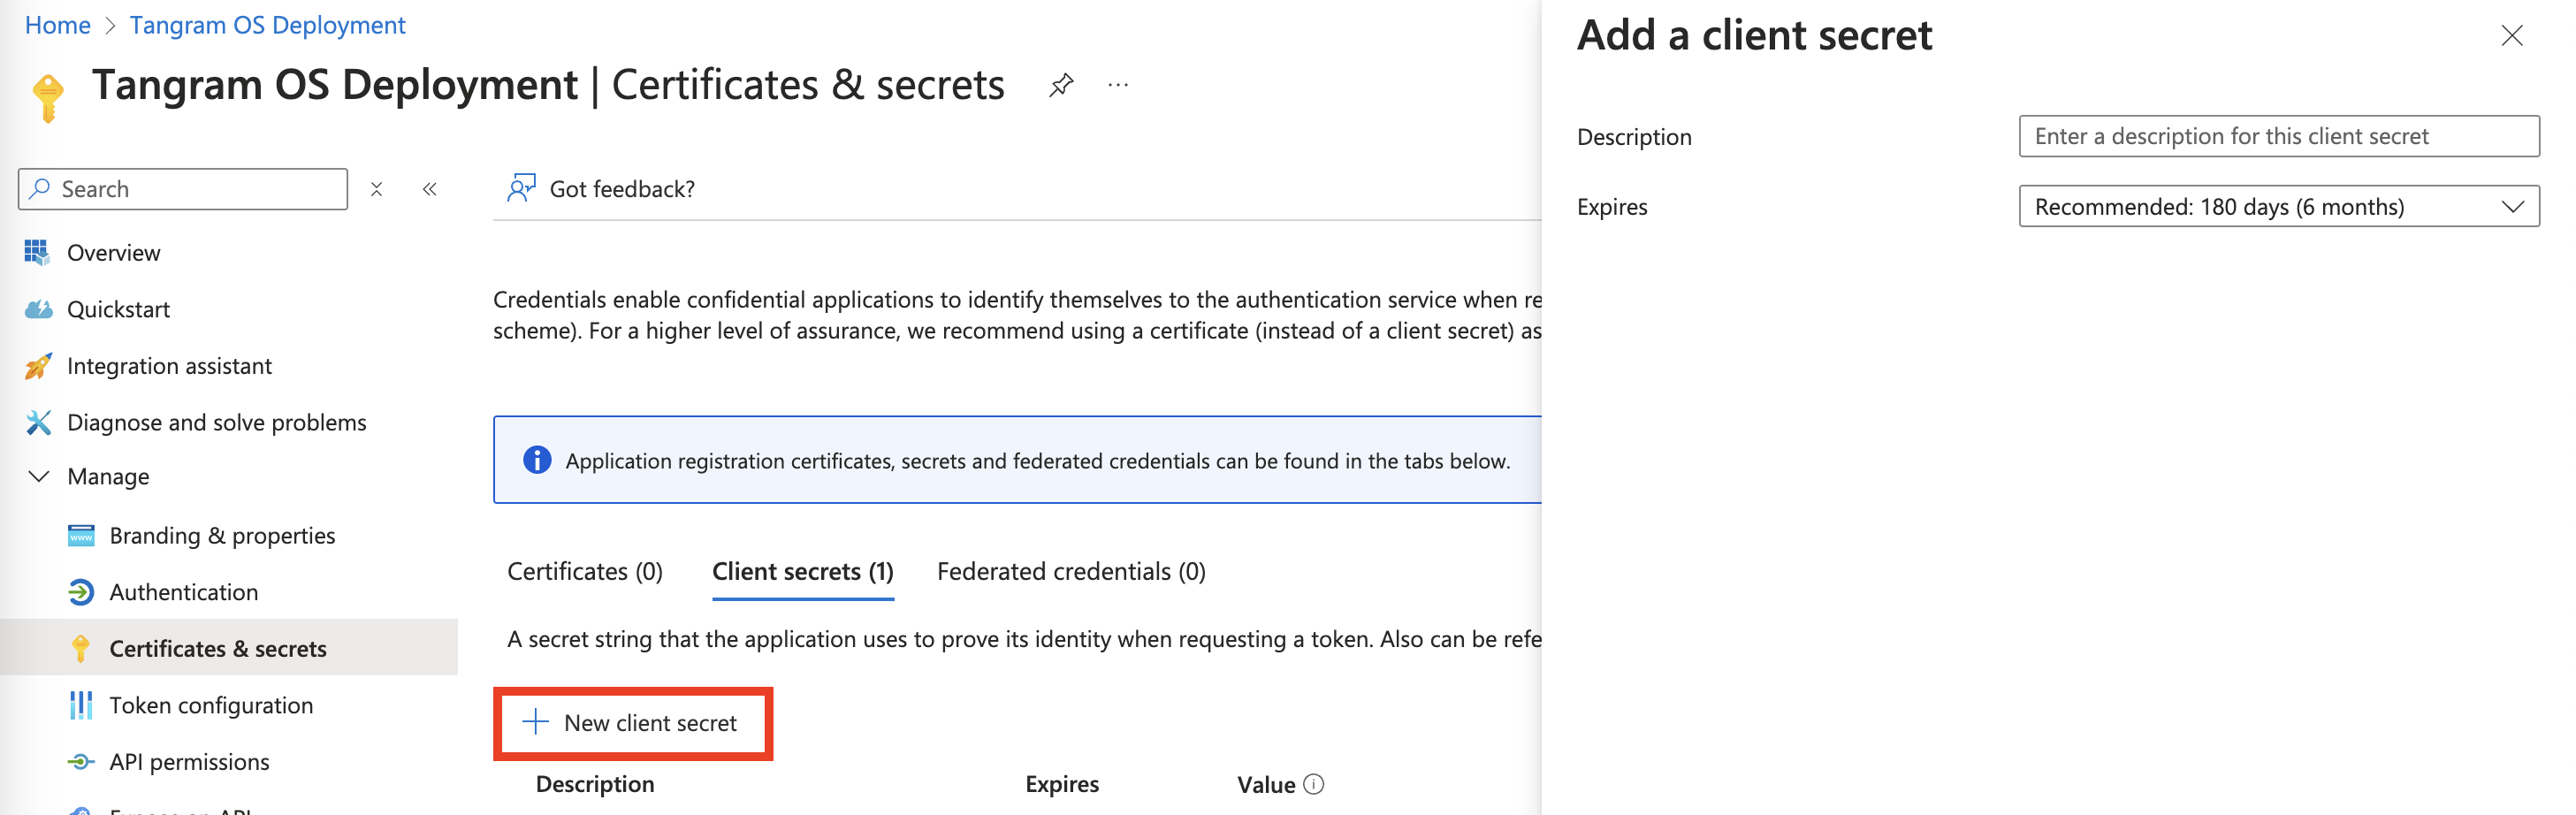 Home > Tangram OS Deployment
Tangram OS Deployment | Certificates & secrets
Search
Got feedback?
Overview
Quickstart
Integration assistant
Diagnose and solve problems
Manage
Branding & properties
Authentication
Certificates & secrets
Token configuration
API permissions
Expose an API
Credentials enable confidential applications to identify themselves to the authentication service when re
scheme). For a higher level of assurance, we recommend using a certificate (instead of a client secret) as
Application registration certificates, secrets and federated credentials can be found in the tabs below.
Certificates (0) Client secrets (1) Federated credentials (0)
A secret string that the application uses to prove its identity when requesting a token. Also can be refe
New client secret
Description Expires Value
Add a client secret
Description
Enter a description for this client secret
Expires
Recommended: 180 days (6 months)